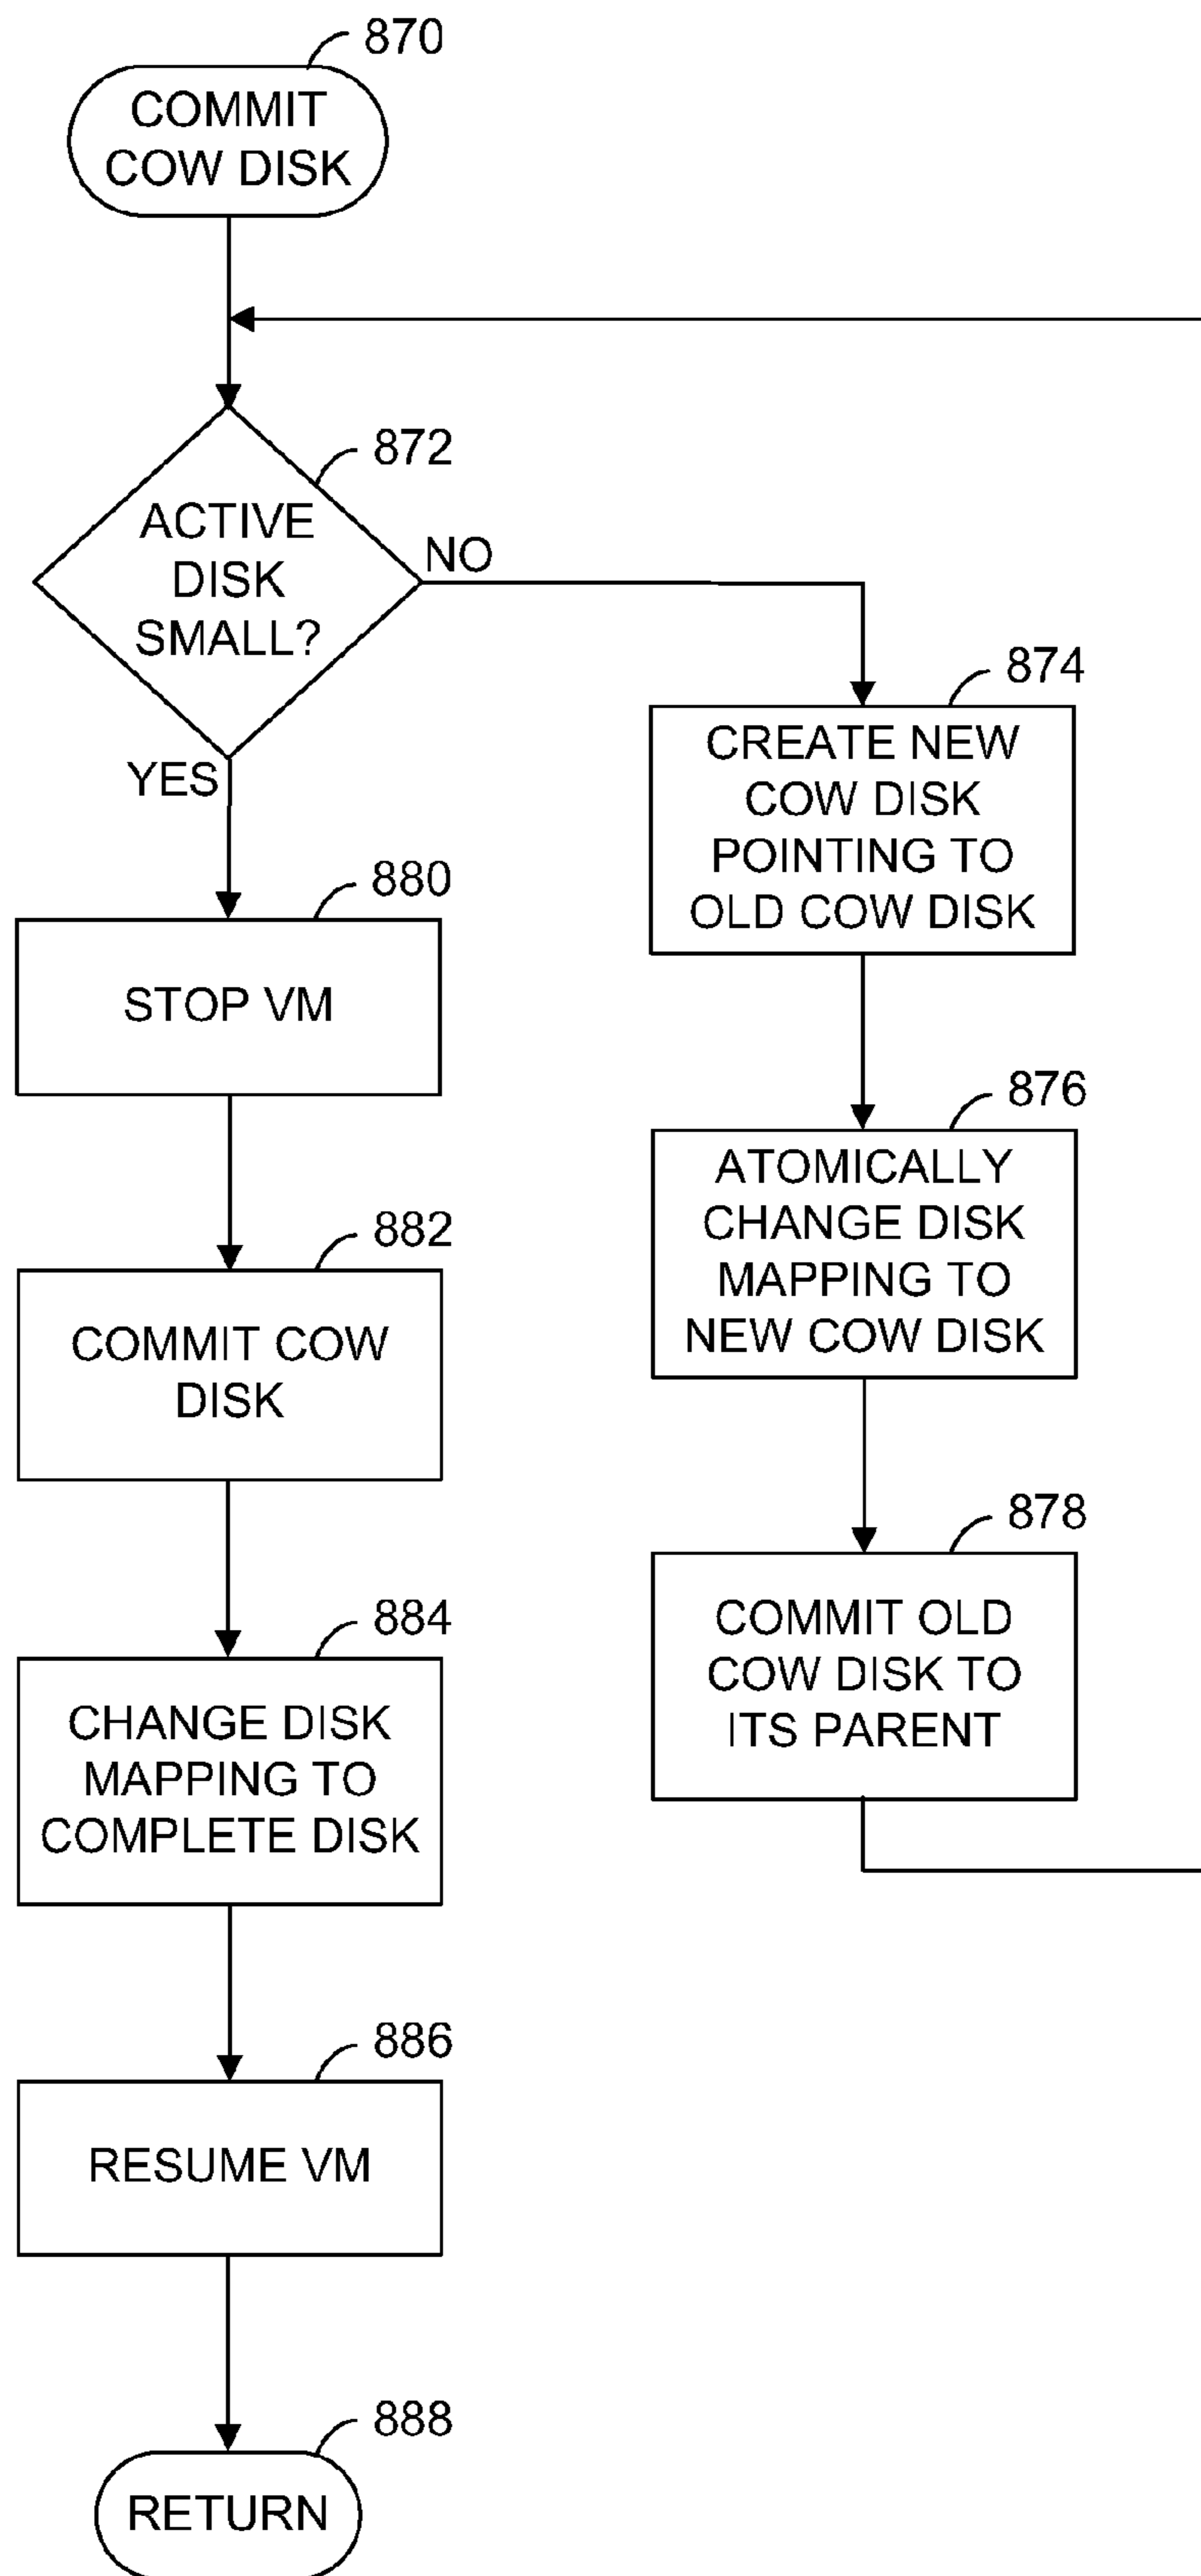 870
COMMIT
COW DISK
872
ACTIVE
DISK
SMALL?
NO
YES
874
CREATE NEW
COW DISK
POINTING TO
OLD COW DISK
876
ATOMICALLY
CHANGE DISK
MAPPING TO
NEW COW DISK
878
COMMIT OLD
COW DISK TO
ITS PARENT
880
STOP VM
882
COMMIT COW
DISK
884
CHANGE DISK
MAPPING TO
COMPLETE DISK
886
RESUME VM
888
RETURN